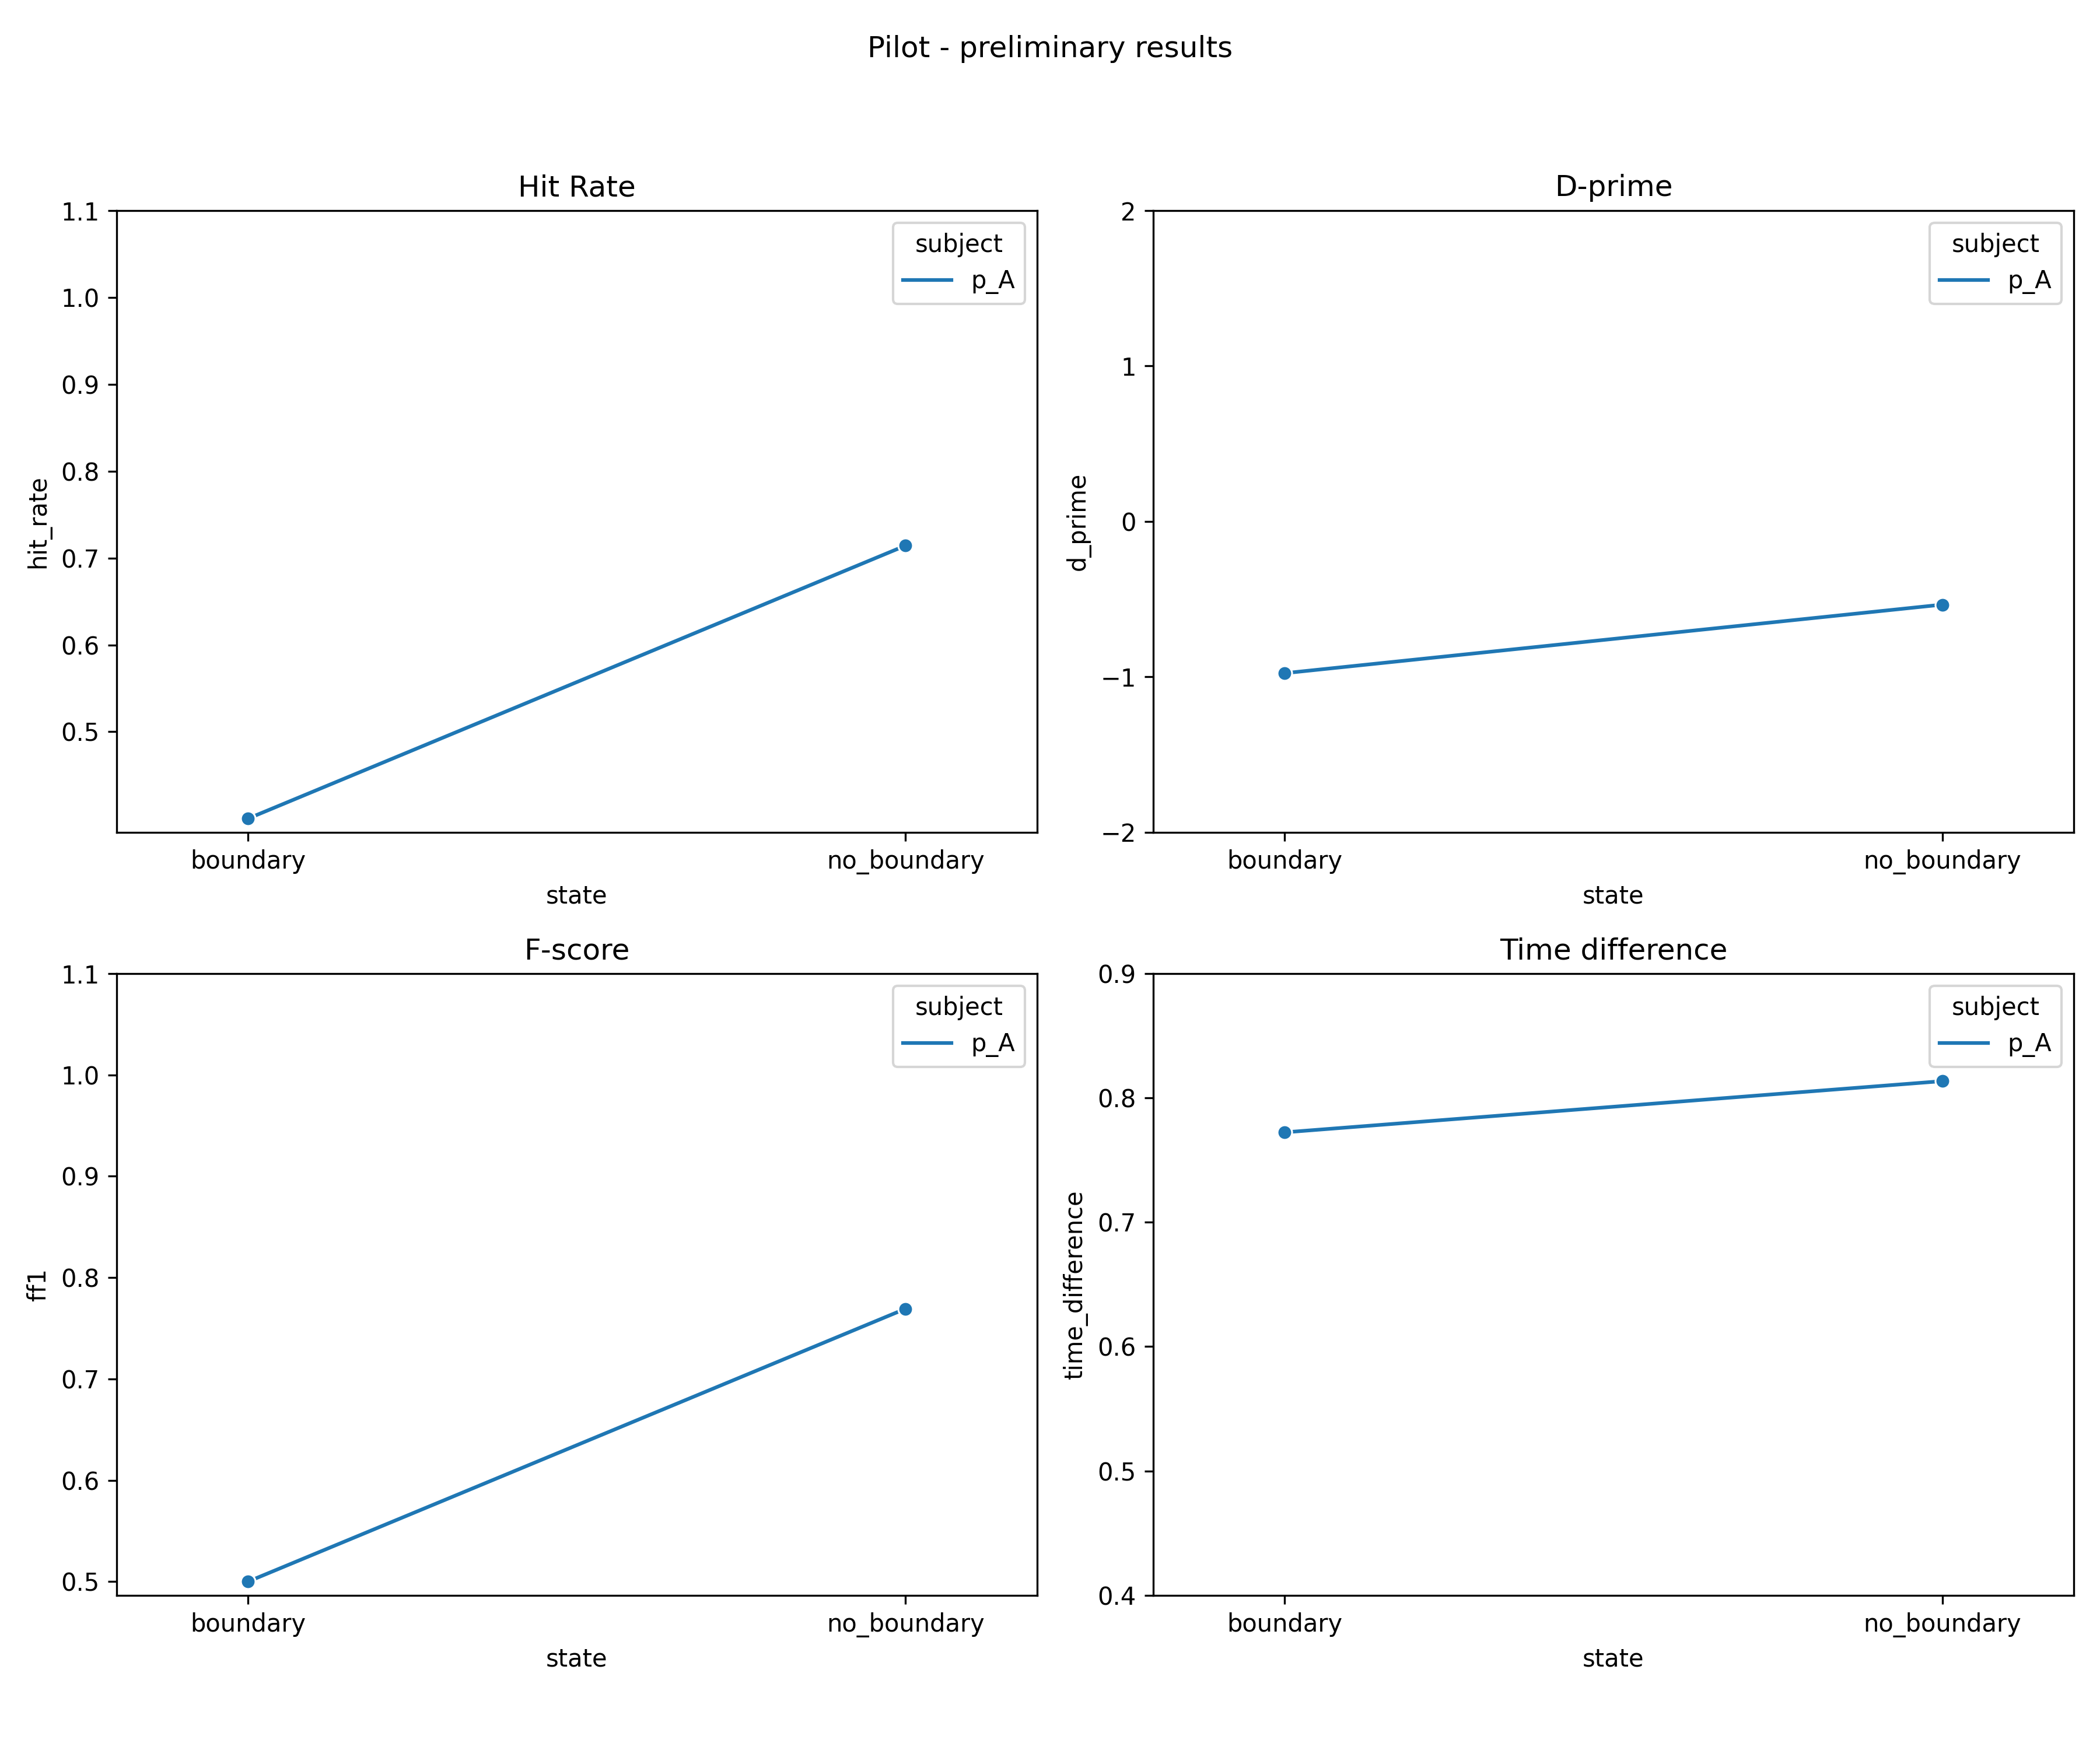 Pilot - preliminary results
Hit Rate
1.1
1.0
0.9
0.8
0.7
0.6
0.5
hit_rate
boundary
no_boundary
state
subject
p_A
D-prime
2
1
0
−1
−2
d_prime
boundary
no_boundary
state
subject
p_A
F-score
1.1
1.0
0.9
0.8
0.7
0.6
0.5
ff1
boundary
no_boundary
state
subject
p_A
Time difference
0.9
0.8
0.7
0.6
0.5
0.4
time_difference
boundary
no_boundary
state
subject
p_A